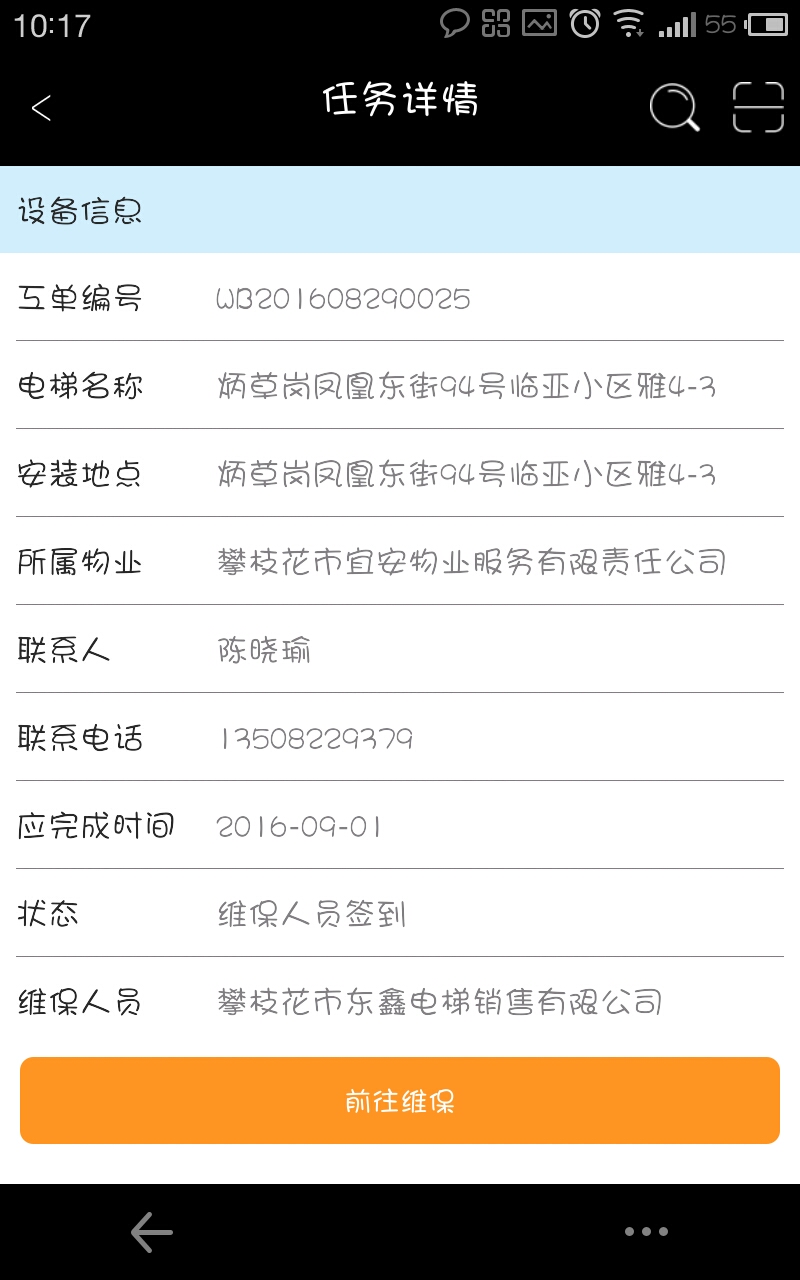 10:17
55
任务详情
设备信息
互单编号 WB201608290025
电梯名称 炳草岗凤凰东街94号临亚小区雅4-3
安装地点 炳草岗凤凰东街94号临亚小区雅4-3
所属物业 攀枝花市宜安物业服务有限责任公司
联系人 陈晓瑜
联系电话 13508229379
应完成时间 2016-09-01
状态 维保人员签到
维保人员 攀枝花市东鑫电梯销售有限公司
前往维保